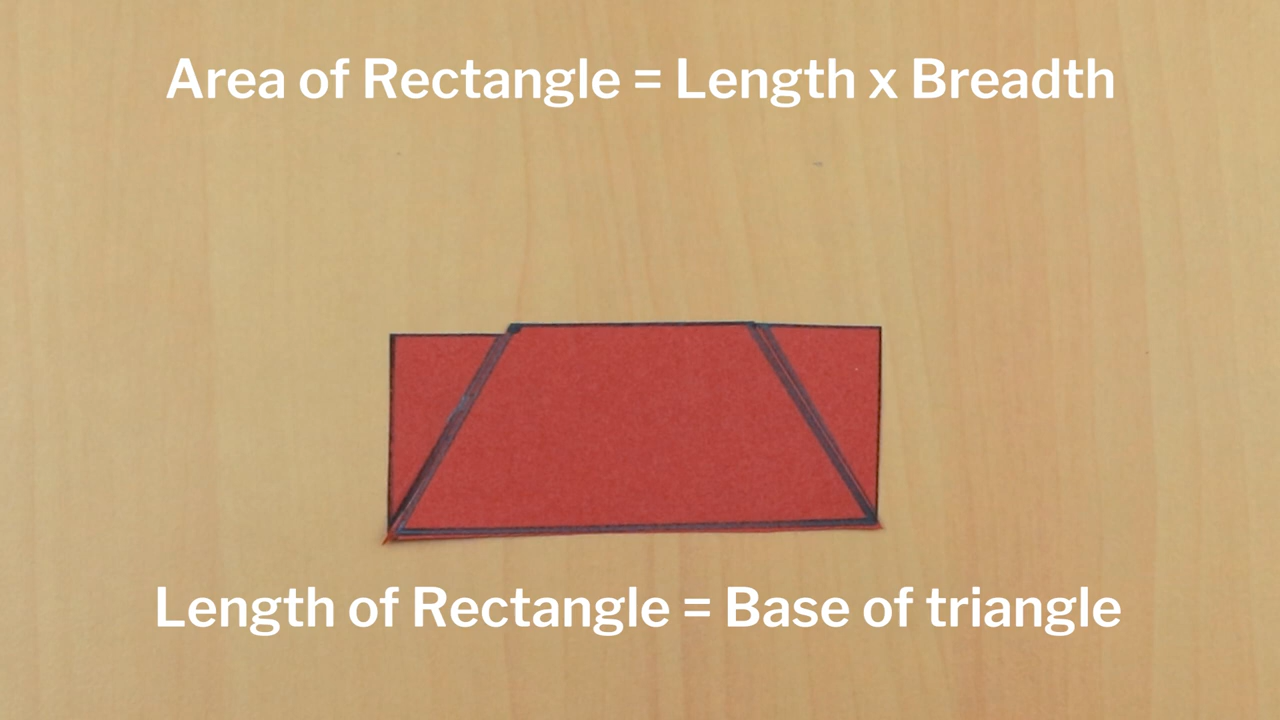 Area of Rectangle = Length x Breadth
Length of Rectangle = Base of triangle